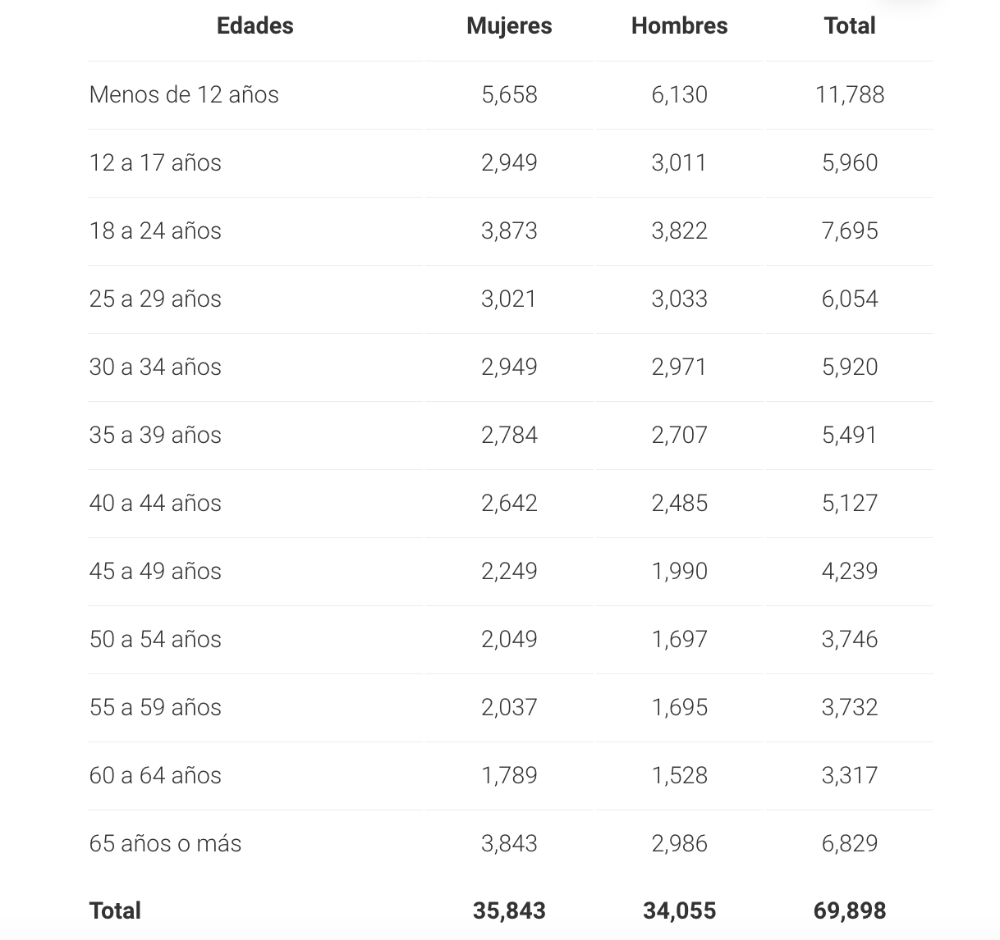 Edades Mujeres Hombres Total
Menos de 12 años 5,658 6,130 11,788
12 a 17 años 2,949 3,011 5,960
18 a 24 años 3,873 3,822 7,695
25 a 29 años 3,021 3,033 6,054
30 a 34 años 2,949 2,971 5,920
35 a 39 años 2,784 2,707 5,491
40 a 44 años 2,642 2,485 5,127
45 a 49 años 2,249 1,990 4,239
50 a 54 años 2,049 1,697 3,746
55 a 59 años 2,037 1,695 3,732
60 a 64 años 1,789 1,528 3,317
65 años o más 3,843 2,986 6,829
Total 35,843 34,055 69,898